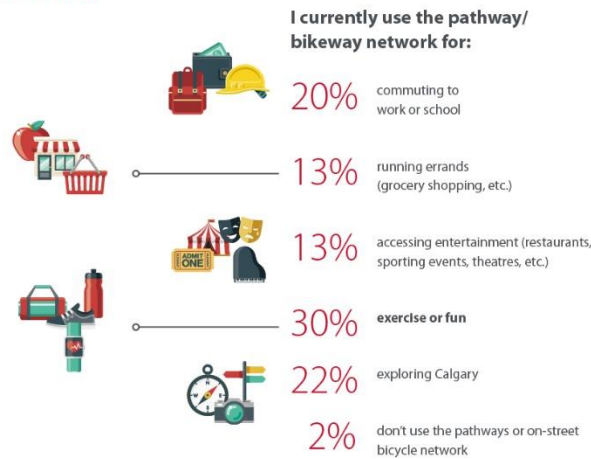 I currently use the pathway/
bikeway network for:
20% commuting to
work or school
13% running errands
(grocery shopping, etc.)
ADMIT
ONE
13% accessing entertainment (restaurants,
sporting events, theatres, etc.)
30% exercise or fun
N
E
S
W
22% exploring Calgary
2% don't use the pathways or on-street
bicycle network